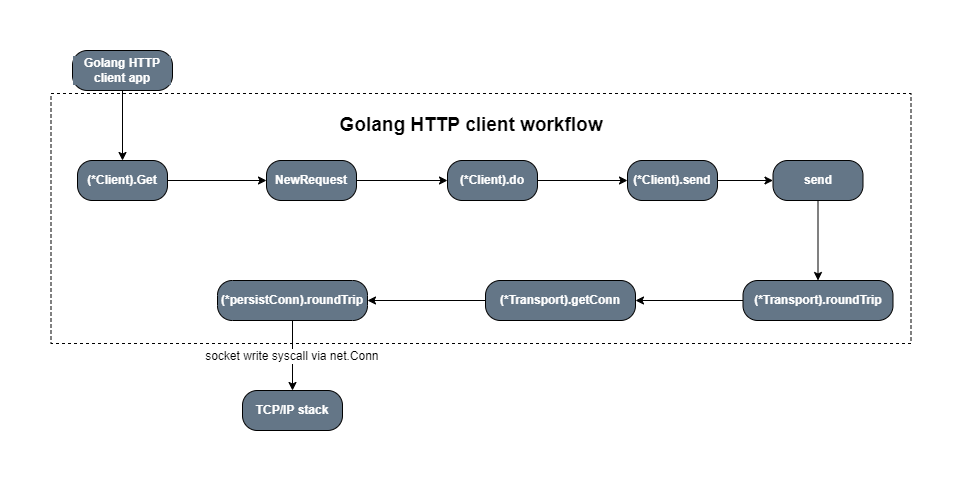 Golang HTTP
client app
Golang HTTP client workflow
(*Client).Get
NewRequest
(*Client).do
(*Client).send
send
(*persistConn).roundTrip
(*Transport).getConn
(*Transport).roundTrip
socket write syscall via net.Conn
TCP/IP stack